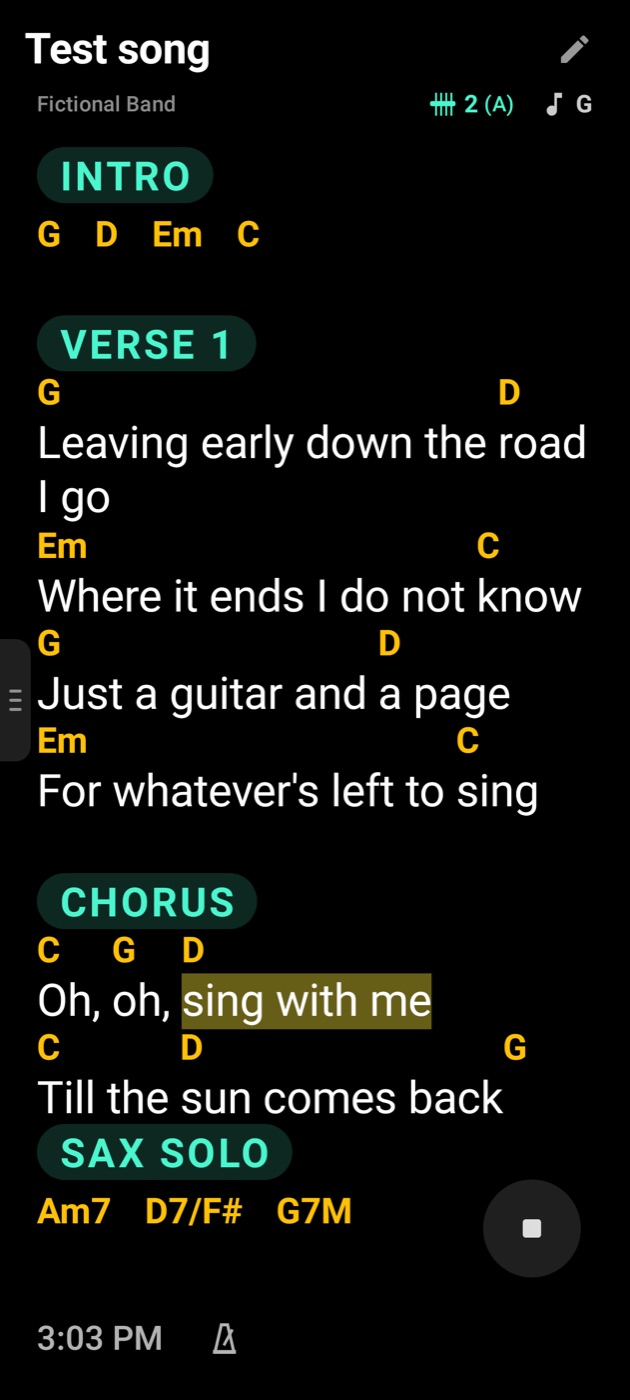 Test song
Fictional Band 2 (A) G
INTRO
G D Em C
VERSE 1
G D
Leaving early down the road
I go
Em C
Where it ends I do not know
G D
Just a guitar and a page
Em C
For whatever's left to sing
CHORUS
C G D
Oh, oh, sing with me
C D G
Till the sun comes back
SAX SOLO
Am7 D7/F# G7M
3:03 PM